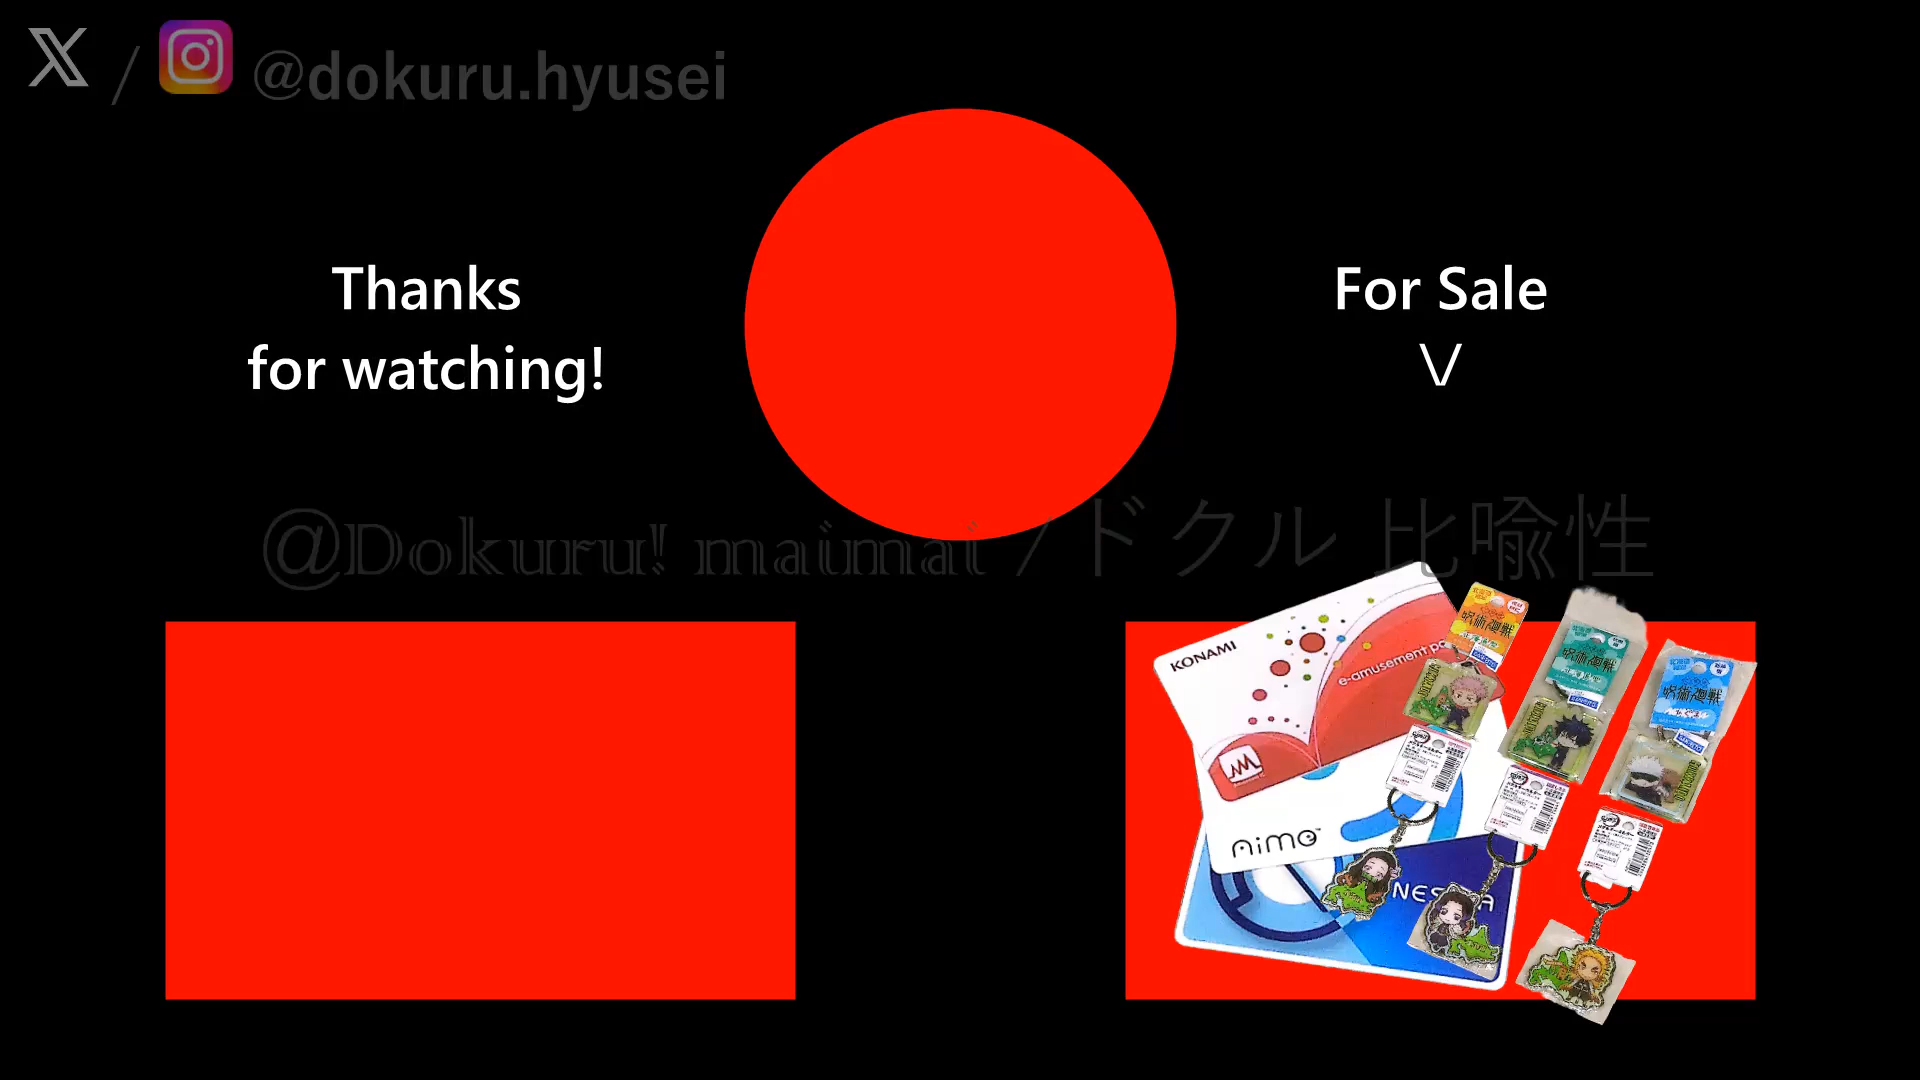 X / @dokuru.hyusei
Thanks
for watching!
For Sale
V
@Dokuru! maimai / ドクル 比喩性
KONAMI
e-amusement pa
Aime
NES
A
呪術廻戦
呪術廻戦
呪術廻戦